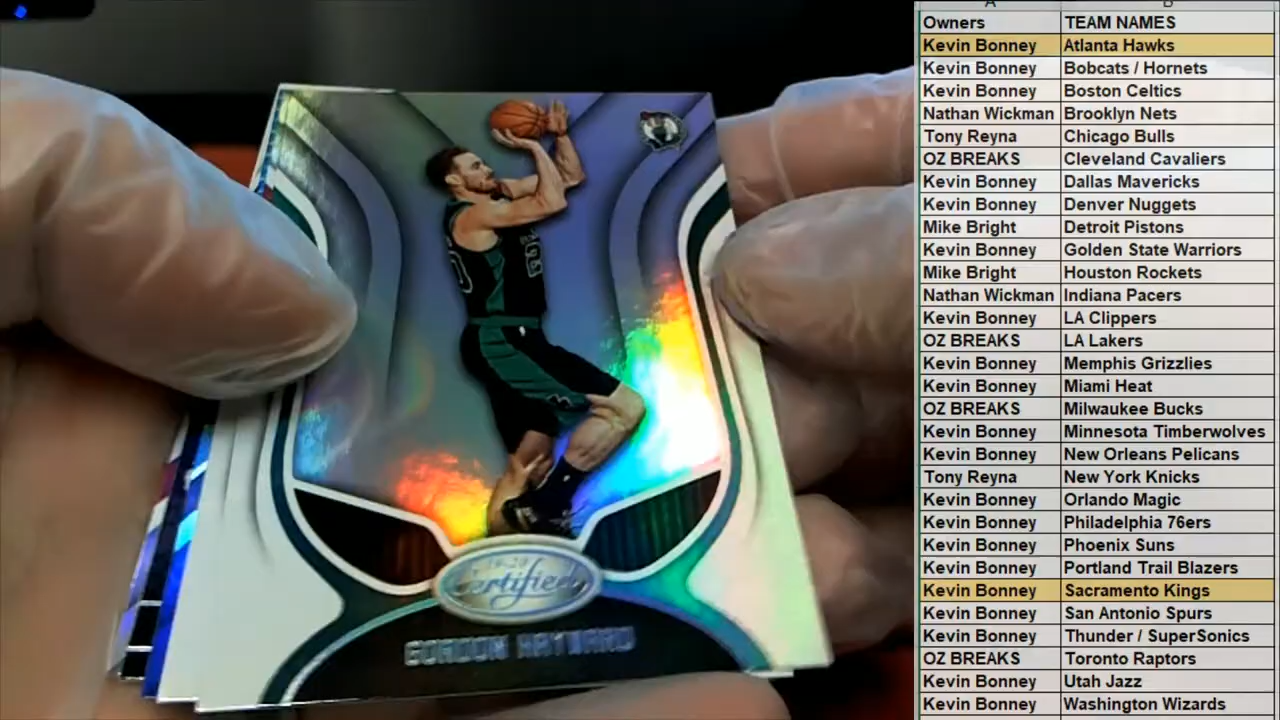 A B
Owners TEAM NAMES
Kevin Bonney Atlanta Hawks
Kevin Bonney Bobcats / Hornets
Kevin Bonney Boston Celtics
Nathan Wickman Brooklyn Nets
Tony Reyna Chicago Bulls
OZ BREAKS Cleveland Cavaliers
Kevin Bonney Dallas Mavericks
Kevin Bonney Denver Nuggets
Mike Bright Detroit Pistons
Kevin Bonney Golden State Warriors
Mike Bright Houston Rockets
Nathan Wickman Indiana Pacers
Kevin Bonney LA Clippers
OZ BREAKS LA Lakers
Kevin Bonney Memphis Grizzlies
Kevin Bonney Miami Heat
OZ BREAKS Milwaukee Bucks
Kevin Bonney Minnesota Timberwolves
Kevin Bonney New Orleans Pelicans
Tony Reyna New York Knicks
Kevin Bonney Orlando Magic
Kevin Bonney Philadelphia 76ers
Kevin Bonney Phoenix Suns
Kevin Bonney Portland Trail Blazers
Kevin Bonney Sacramento Kings
Kevin Bonney San Antonio Spurs
Kevin Bonney Thunder / SuperSonics
OZ BREAKS Toronto Raptors
Kevin Bonney Utah Jazz
Kevin Bonney Washington Wizards
19-20
Certified
GORDON HAYWARD